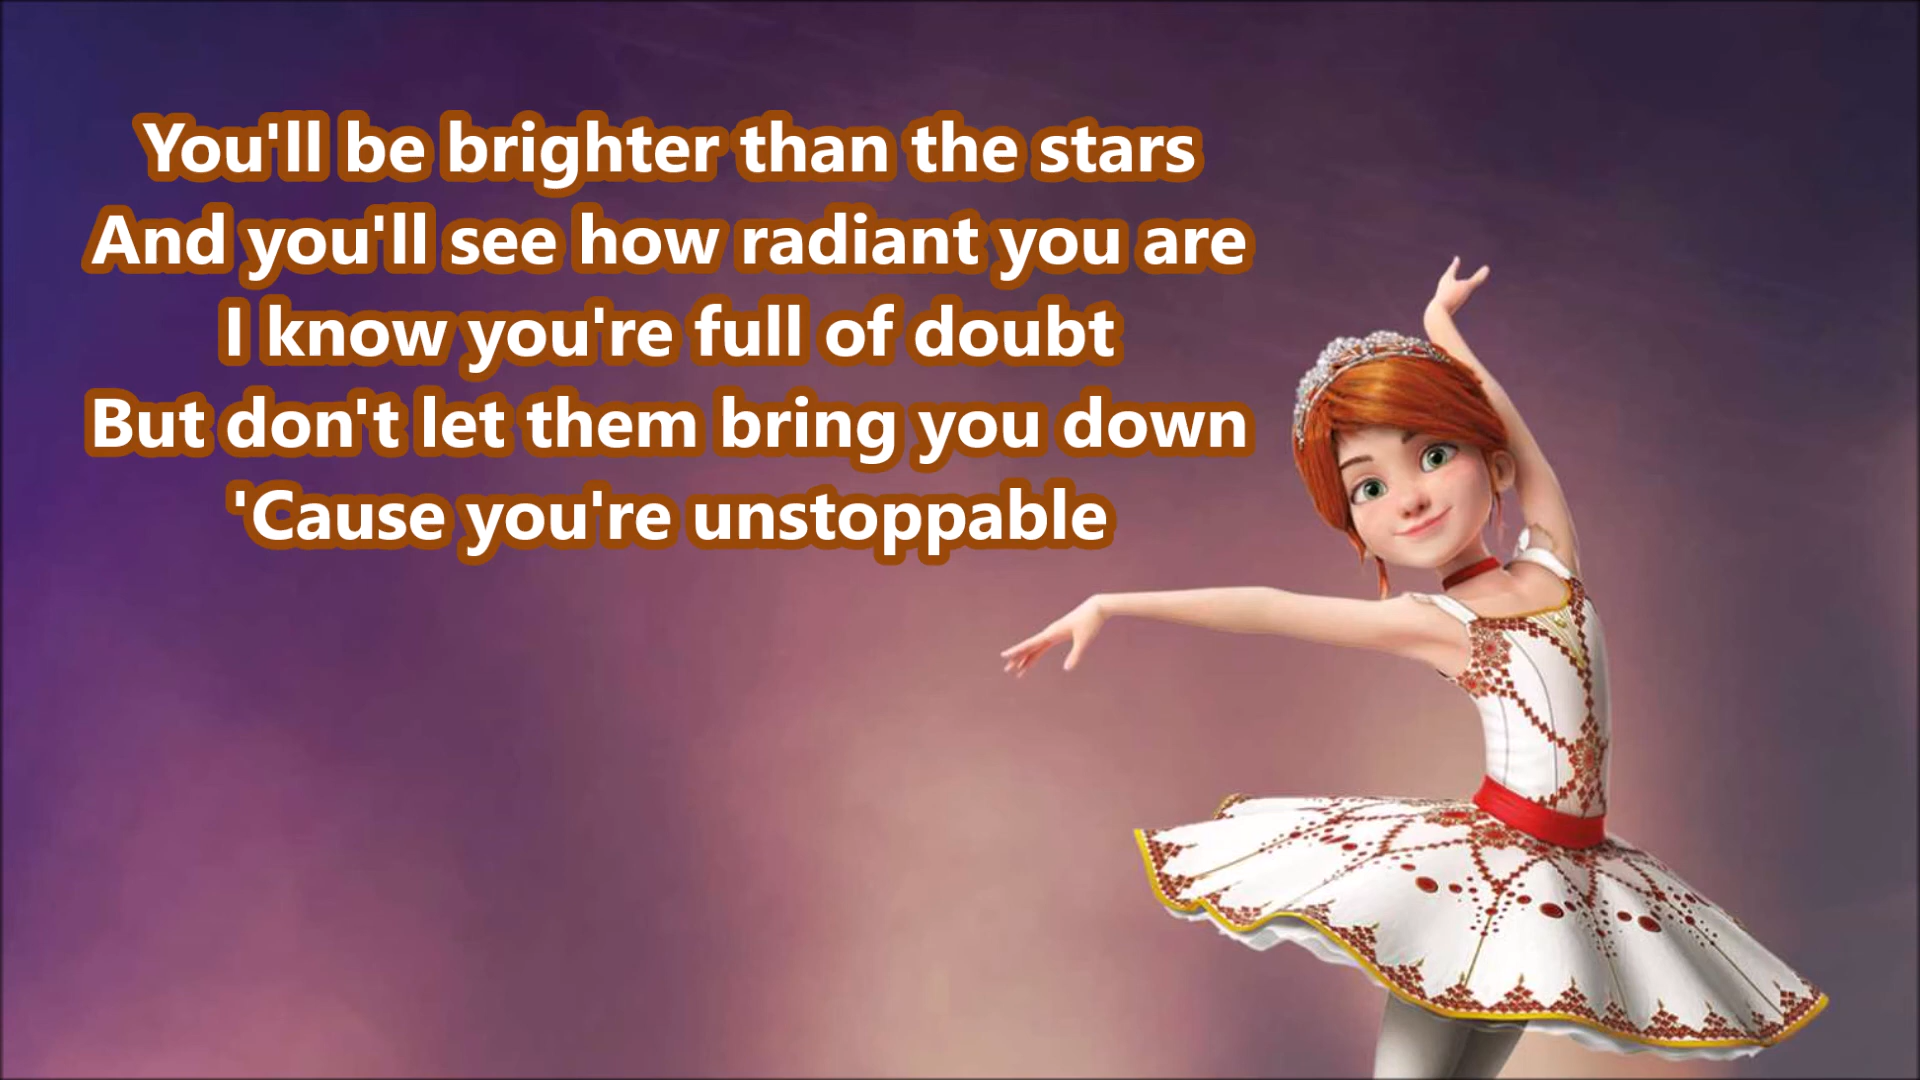 You'll be brighter than the stars
And you'll see how radiant you are
I know you're full of doubt
But don't let them bring you down
'Cause you're unstoppable